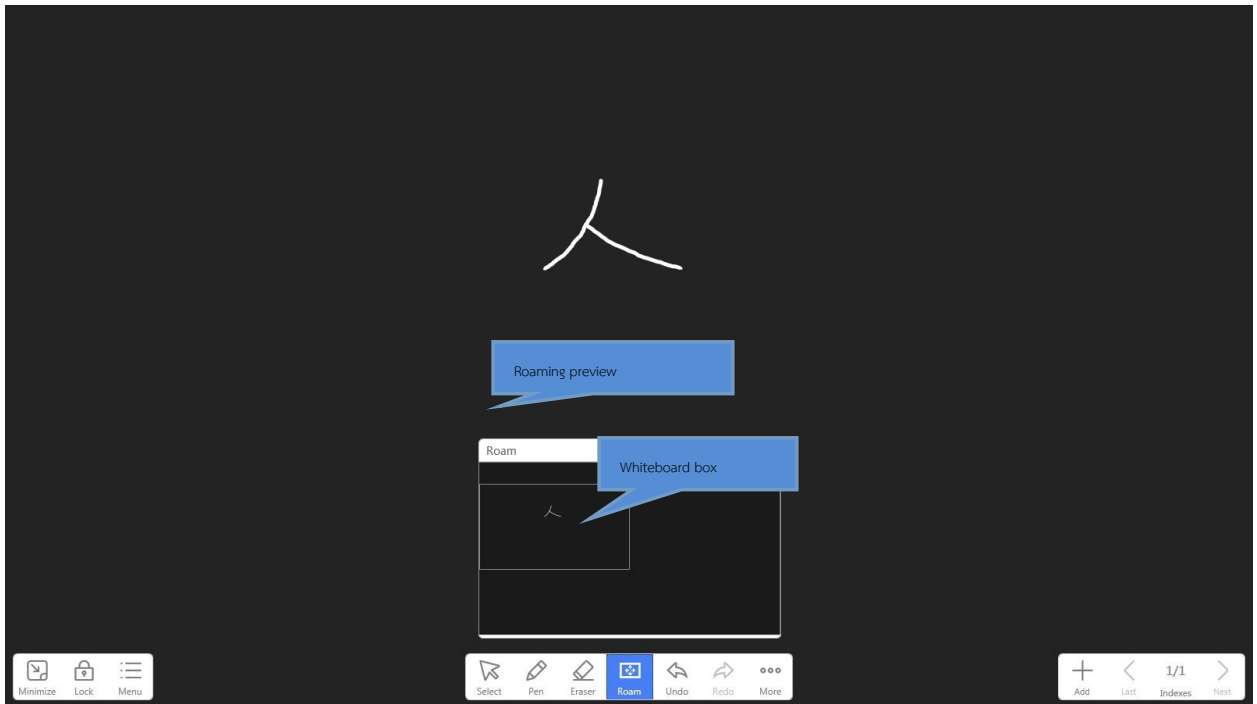 人
Roaming preview
Roam
Whiteboard box
人
Minimize Lock Menu
Select Pen Eraser Roam Undo Redo More
1/1
Add Last Indexes Next